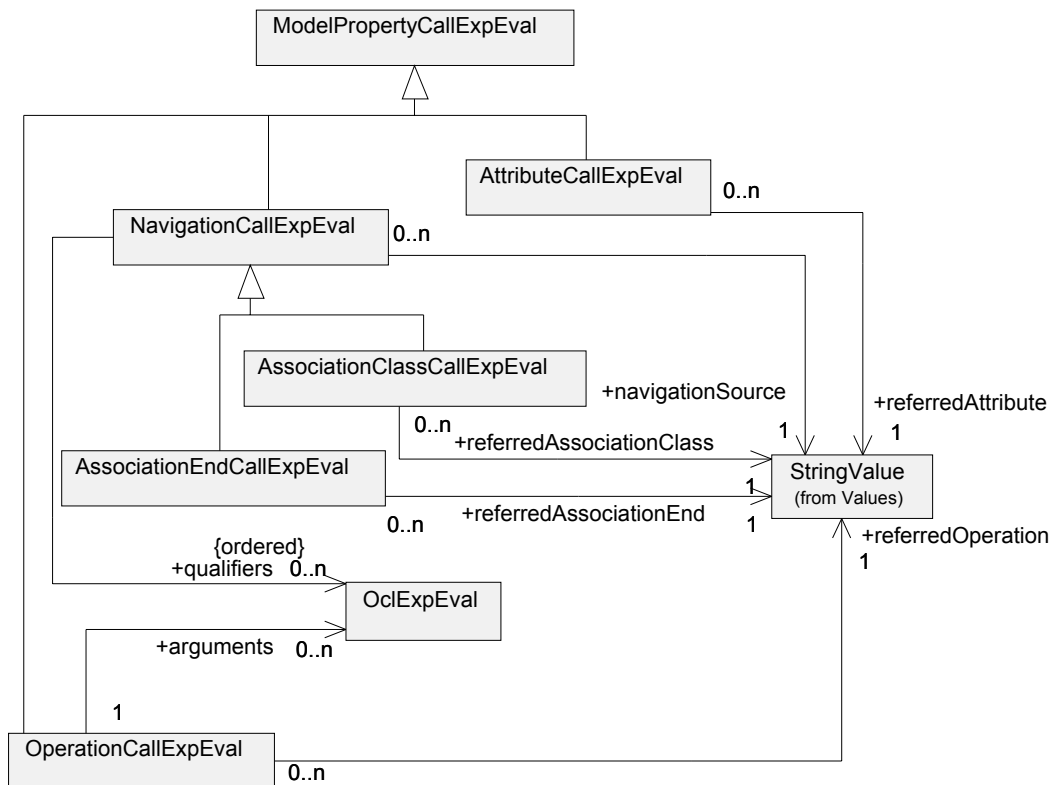 ModelPropertyCallExpEval
AttributeCallExpEval
0..n
NavigationCallExpEval
0..n
AssociationClassCallExpEval
+navigationSource
+referredAttribute
0..n
1
1
+referredAssociationClass
AssociationEndCallExpEval
StringValue
(from Values)
1
0..n
+referredAssociationEnd
1
+referredOperation
1
{ordered}
+qualifiers
0..n
OclExpEval
+arguments
0..n
1
OperationCallExpEval
0..n